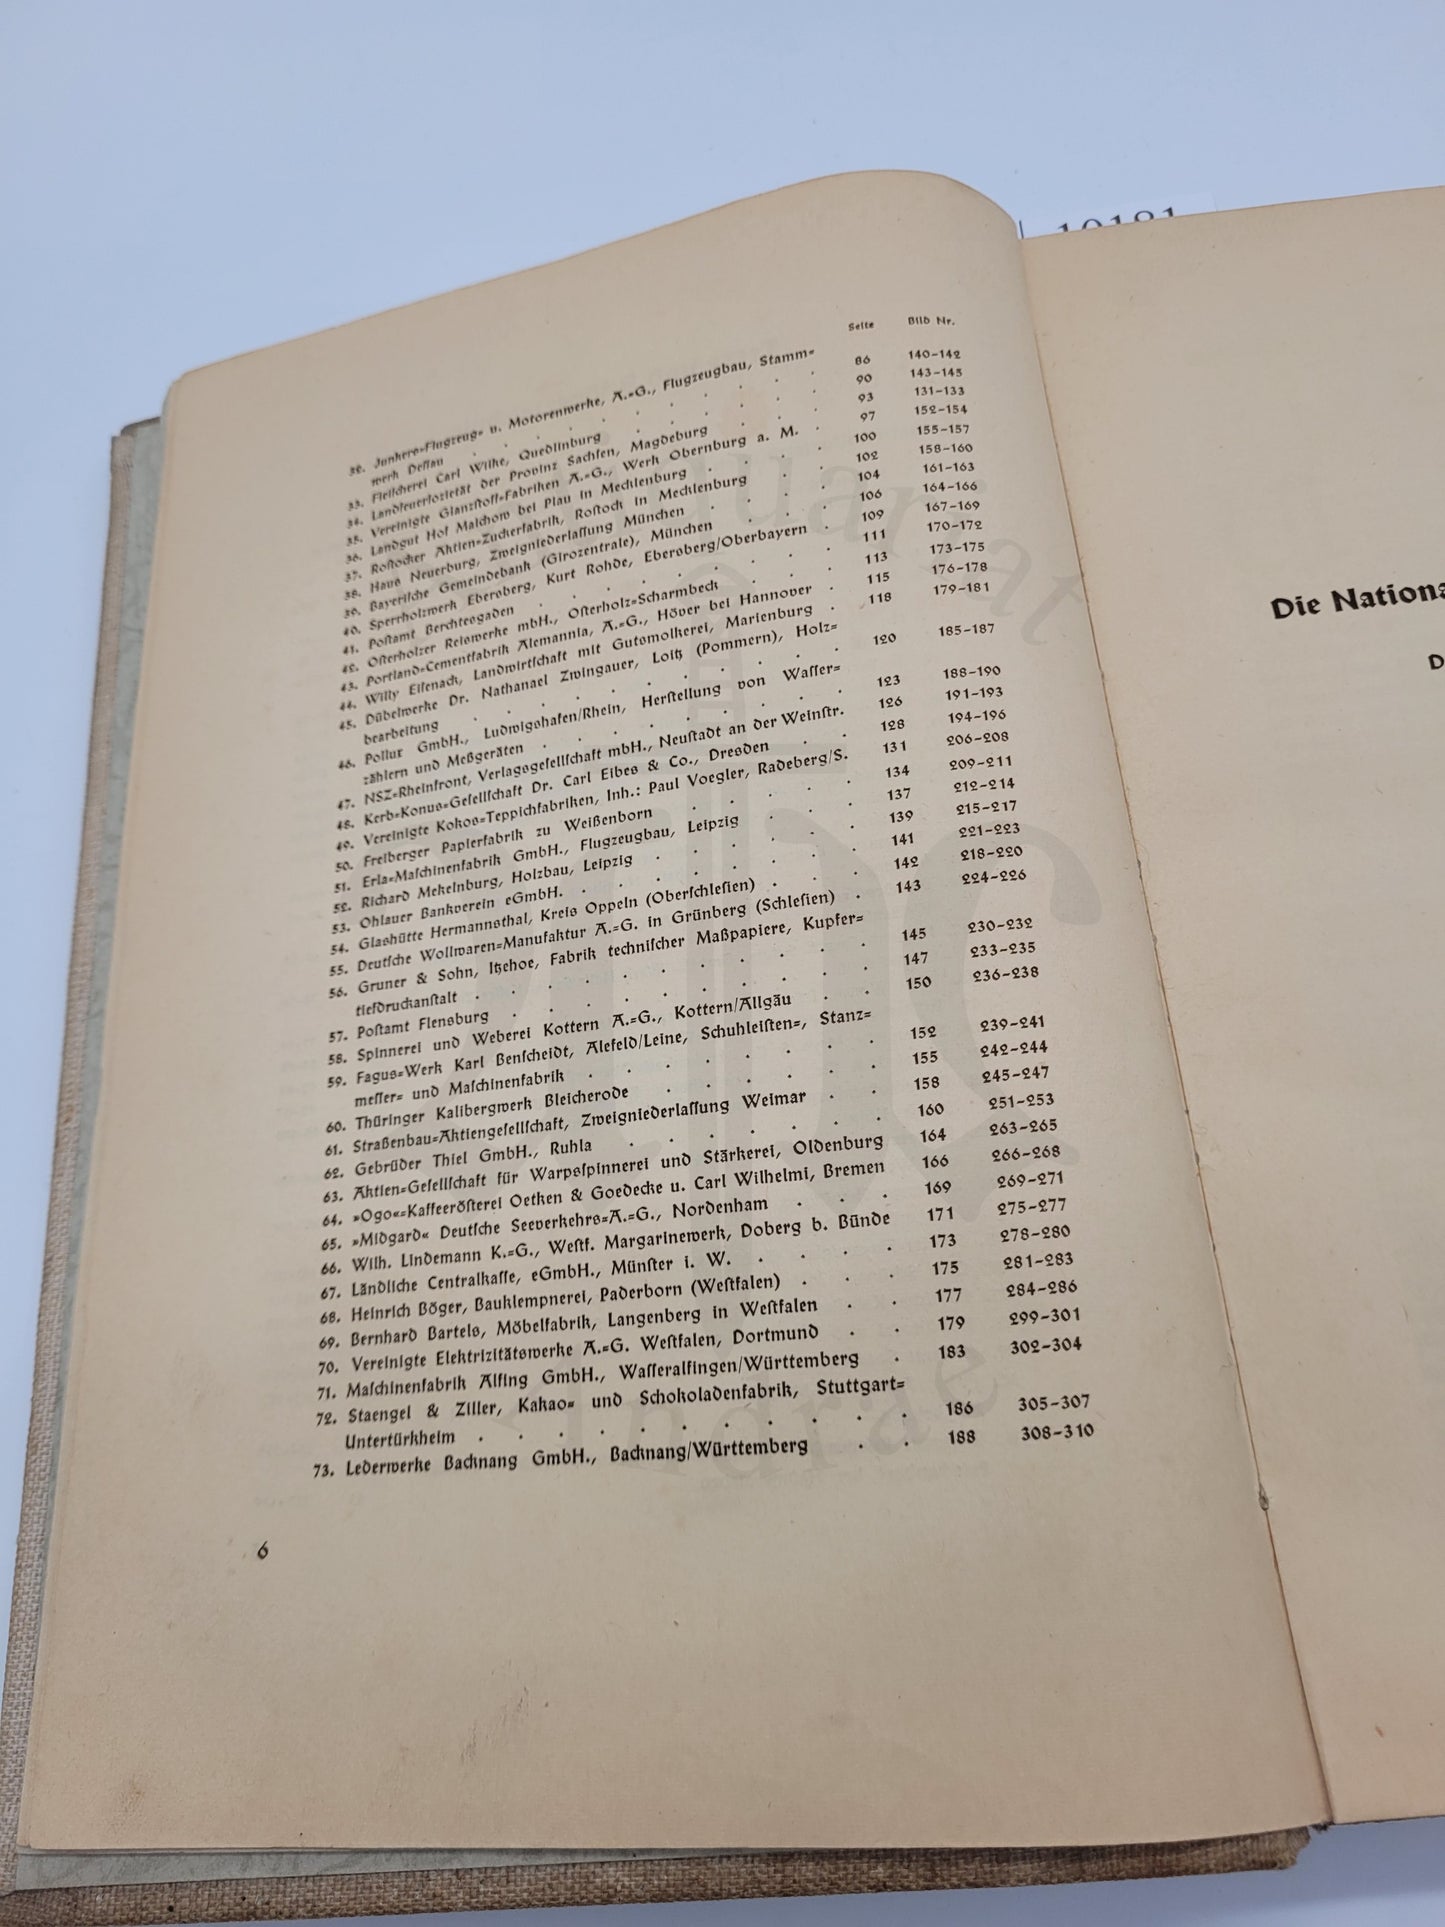 10181
Seite Bild Nr.
32. Junkers=Flugzeug= u. Motorenwerke, A.=G., Flugzeugbau, Stamm=
werk Dessau . . . . . . . . 86 140–142
33. Fleischerei Carl Wilke, Quedlinburg . . . . . 90 143–145
34. Landfeuersozietät der Provinz Sachsen, Magdeburg . . . 93 131–133
35. Vereinigte Glanzstoff=Fabriken A.=G., Werk Obernburg a. M. . 97 152–154
36. Landgut Hof Malchow bei Plau in Mecklenburg . . . . 100 155–157
37. Rostocker Aktien=Zuckerfabrik, Rostock in Mecklenburg . . 102 158–160
38. Haus Neuerburg, Zweigniederlassung München . . . . 104 161–163
39. Bayerische Gemeindebank (Girozentrale), München . . . 106 164–166
40. Sperrholzwerk Ebersberg, Kurt Rohde, Ebersberg/Oberbayern . 109 167–169
41. Postamt Berchtesgaden . . . . . . . 111 170–172
42. Osterholzer Reiswerke mbH., Osterholz=Scharmbeck . . . 113 173–175
43. Portland=Cementfabrik Alemannia, A.=G., Höver bei Hannover . 115 176–178
44. Willy Eisenack, Landwirtschaft mit Gutsmolkerei, Marienburg . 118 179–181
45. Dübelwerke Dr. Nathanael Zwingauer, Loitz (Pommern), Holz=
bearbeitung . . . . . . . . . 120 185–187
46. Pollux GmbH., Ludwigshafen/Rhein, Herstellung von Wasser=
zählern und Meßgeräten . . . . . . . 123 188–190
47. NSZ=Rheinfront, Verlagsgesellschaft mbH., Neustadt an der Weinstr. 126 191–193
48. Kerb=Konus=Gesellschaft Dr. Carl Eibes & Co., Dresden . . 128 194–196
49. Vereinigte Kokos=Teppichfabriken, Inh.: Paul Voegler, Radeberg/S. 131 206–208
50. Freiberger Papierfabrik zu Weißenborn . . . . . 134 209–211
51. Erla=Maschinenfabrik GmbH., Flugzeugbau, Leipzig . . . 137 212–214
52. Richard Mekelnburg, Holzbau, Leipzig . . . . . 139 215–217
53. Ohlauer Bankverein eGmbH. . . . . . . . 141 221–223
54. Glashütte Hermannsthal, Kreis Oppeln (Oberschlesien) . . . 142 218–220
55. Deutsche Wollwaren=Manufaktur A.=G. in Grünberg (Schlesien) . 143 224–226
56. Gruner & Sohn, Itzehoe, Fabrik technischer Maßpapiere, Kupfer=
tiefdruckanstalt . . . . . . . . . 145 230–232
57. Postamt Flensburg . . . . . . . . 147 233–235
58. Spinnerei und Weberei Kottern A.=G., Kottern/Allgäu . . 150 236–238
59. Fagus=Werk Karl Benscheidt, Alefeld/Leine, Schuhleisten=, Stanz=
messer= und Maschinenfabrik . . . . . . . 152 239–241
60. Thüringer Kalibergwerk Bleicherode . . . . . 155 242–244
61. Straßenbau=Aktiengesellschaft, Zweigniederlassung Weimar . . 158 245–247
62. Gebrüder Thiel GmbH., Ruhla . . . . . . 160 251–253
63. Aktien=Gesellschaft für Warpsspinnerei und Stärkerei, Oldenburg 164 263–265
64. »Ogo«=Kaffeerösterei Oetken & Goedecke u. Carl Wilhelmi, Bremen 166 266–268
65. »Midgard« Deutsche Seeverkehrs=A.=G., Nordenham . . . 169 269–271
66. Wilh. Lindemann K.=G., Westf. Margarinewerk, Doberg b. Bünde 171 275–277
67. Ländliche Centralkasse, eGmbH., Münster i. W. . . . . 173 278–280
68. Heinrich Böger, Bauklempnerei, Paderborn (Westfalen) . . . 175 281–283
69. Bernhard Bartels, Möbelfabrik, Langenberg in Westfalen . . 177 284–286
70. Vereinigte Elektrizitätswerke A.=G. Westfalen, Dortmund . . 179 299–301
71. Maschinenfabrik Alfing GmbH., Wasseralfingen/Württemberg . 183 302–304
72. Staengel & Ziller, Kakao= und Schokoladenfabrik, Stuttgart=
Untertürkheim . . . . . . . . . 186 305–307
73. Lederwerke Backnang GmbH., Backnang/Württemberg . . 188 308–310
6
Die Nationa
D